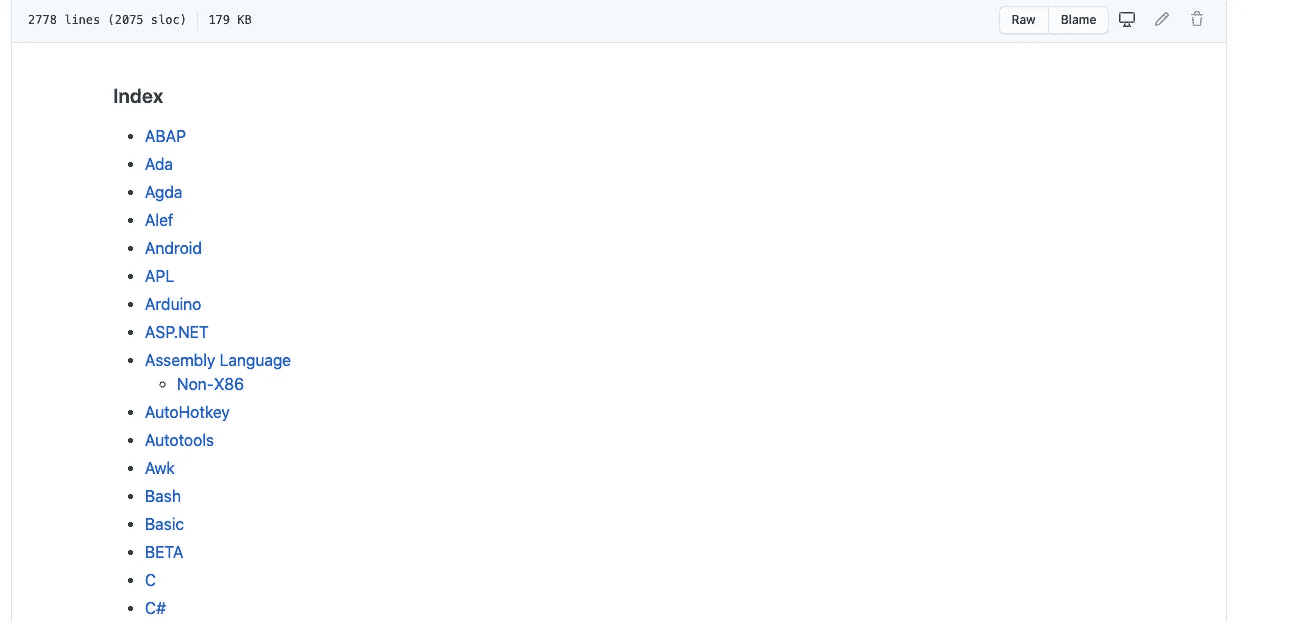 2778 lines (2075 sloc) 179 KB Raw Blame
Index
ABAP
Ada
Agda
Alef
Android
APL
Arduino
ASP.NET
Assembly Language
Non-X86
AutoHotkey
Autotools
Awk
Bash
Basic
BETA
C
C#